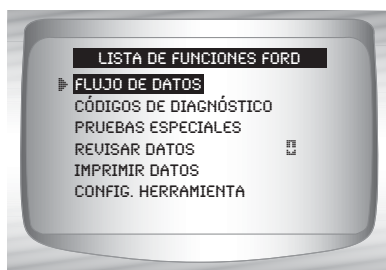 LISTA DE FUNCIONES FORD
FLUJO DE DATOS
CÓDIGOS DE DIAGNÓSTICO
PRUEBAS ESPECIALES
REVISAR DATOS
IMPRIMIR DATOS
CONFIG. HERRAMIENTA